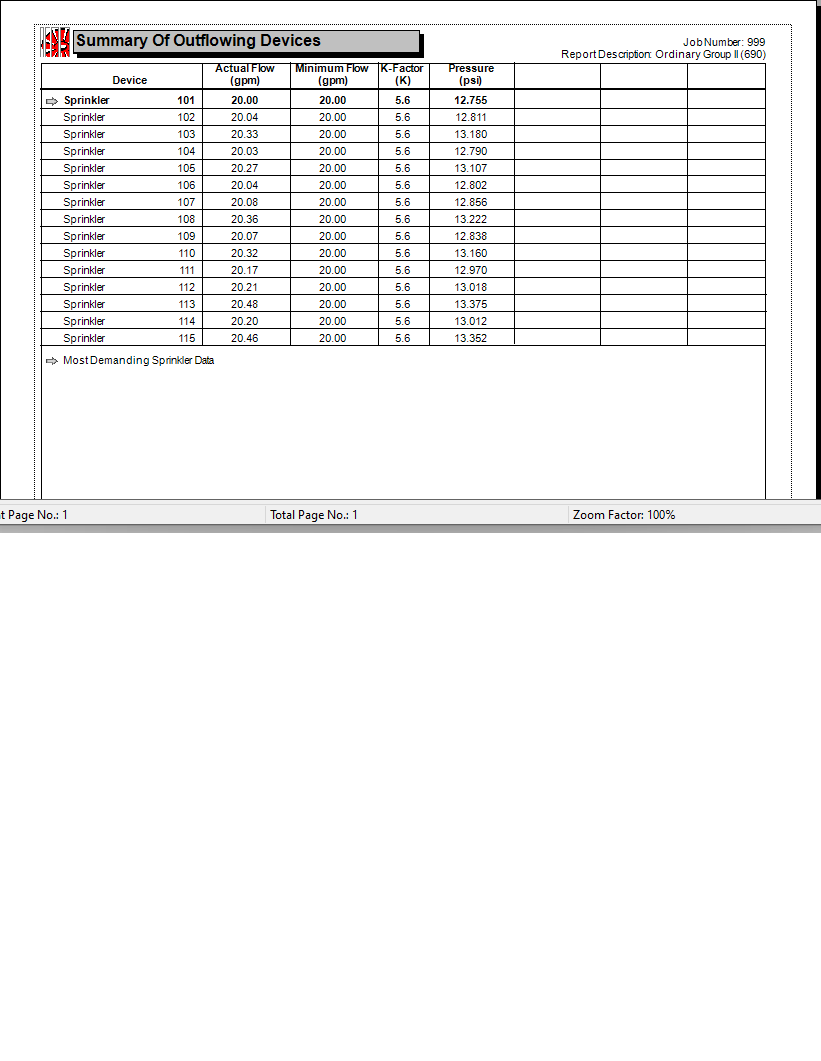 Summary Of Outflowing Devices
Job Number: 999
Report Description: Ordinary Group II (690)
Device Actual Flow (gpm) Minimum Flow (gpm) K-Factor (K) Pressure (psi)
Sprinkler 101 20.00 20.00 5.6 12.755
Sprinkler 102 20.04 20.00 5.6 12.811
Sprinkler 103 20.33 20.00 5.6 13.180
Sprinkler 104 20.03 20.00 5.6 12.790
Sprinkler 105 20.27 20.00 5.6 13.107
Sprinkler 106 20.04 20.00 5.6 12.802
Sprinkler 107 20.08 20.00 5.6 12.856
Sprinkler 108 20.36 20.00 5.6 13.222
Sprinkler 109 20.07 20.00 5.6 12.838
Sprinkler 110 20.32 20.00 5.6 13.160
Sprinkler 111 20.17 20.00 5.6 12.970
Sprinkler 112 20.21 20.00 5.6 13.018
Sprinkler 113 20.48 20.00 5.6 13.375
Sprinkler 114 20.20 20.00 5.6 13.012
Sprinkler 115 20.46 20.00 5.6 13.352
Most Demanding Sprinkler Data
t Page No.: 1 Total Page No.: 1 Zoom Factor: 100%